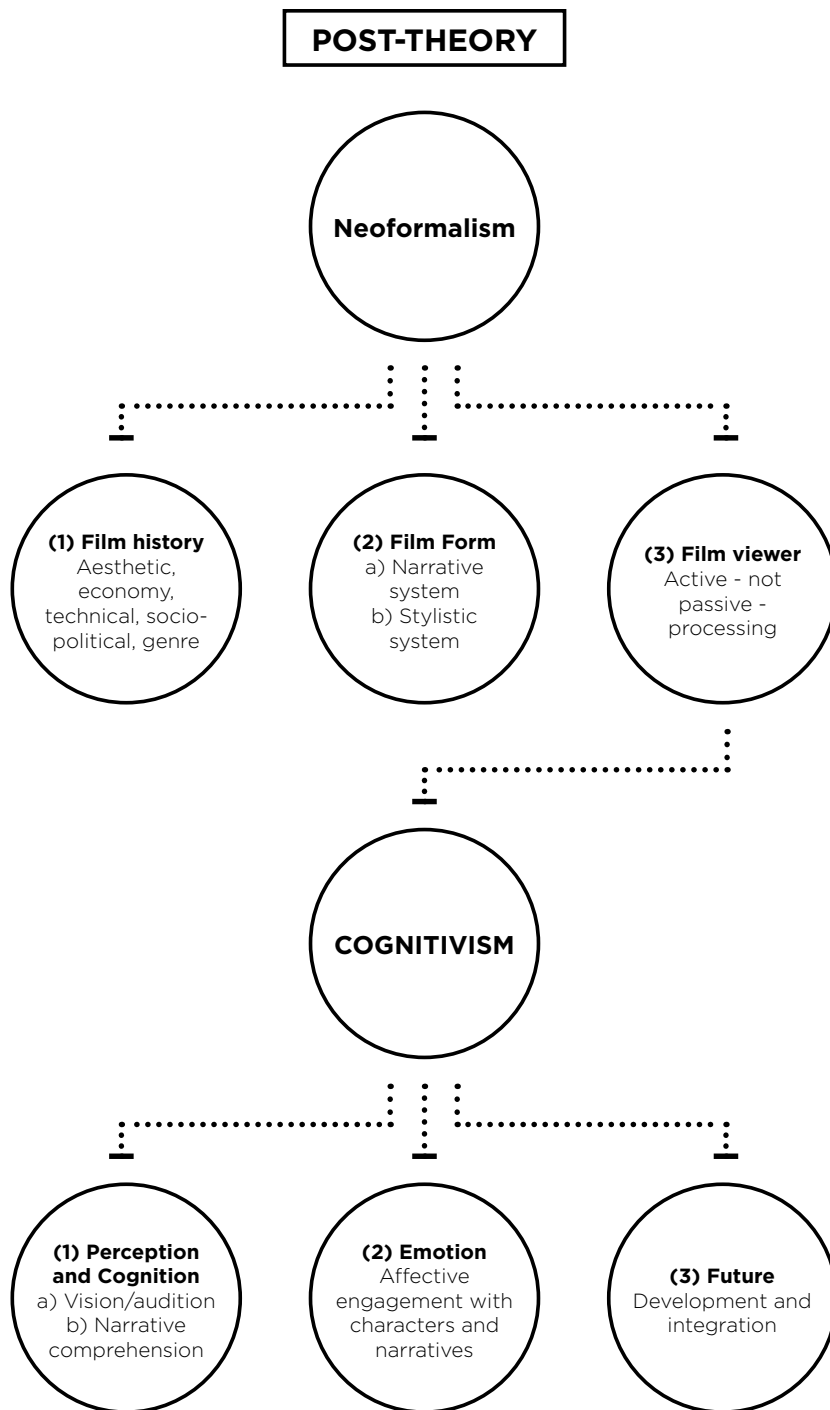 POST-THEORY
Neoformalism
(1) Film history
Aesthetic,
economy,
technical, socio-
political, genre
(2) Film Form
a) Narrative
system
b) Stylistic
system
(3) Film viewer
Active - not
passive -
processing
COGNITIVISM
(1) Perception
and Cognition
a) Vision/audition
b) Narrative
comprehension
(2) Emotion
Affective
engagement with
characters and
narratives
(3) Future
Development and
integration